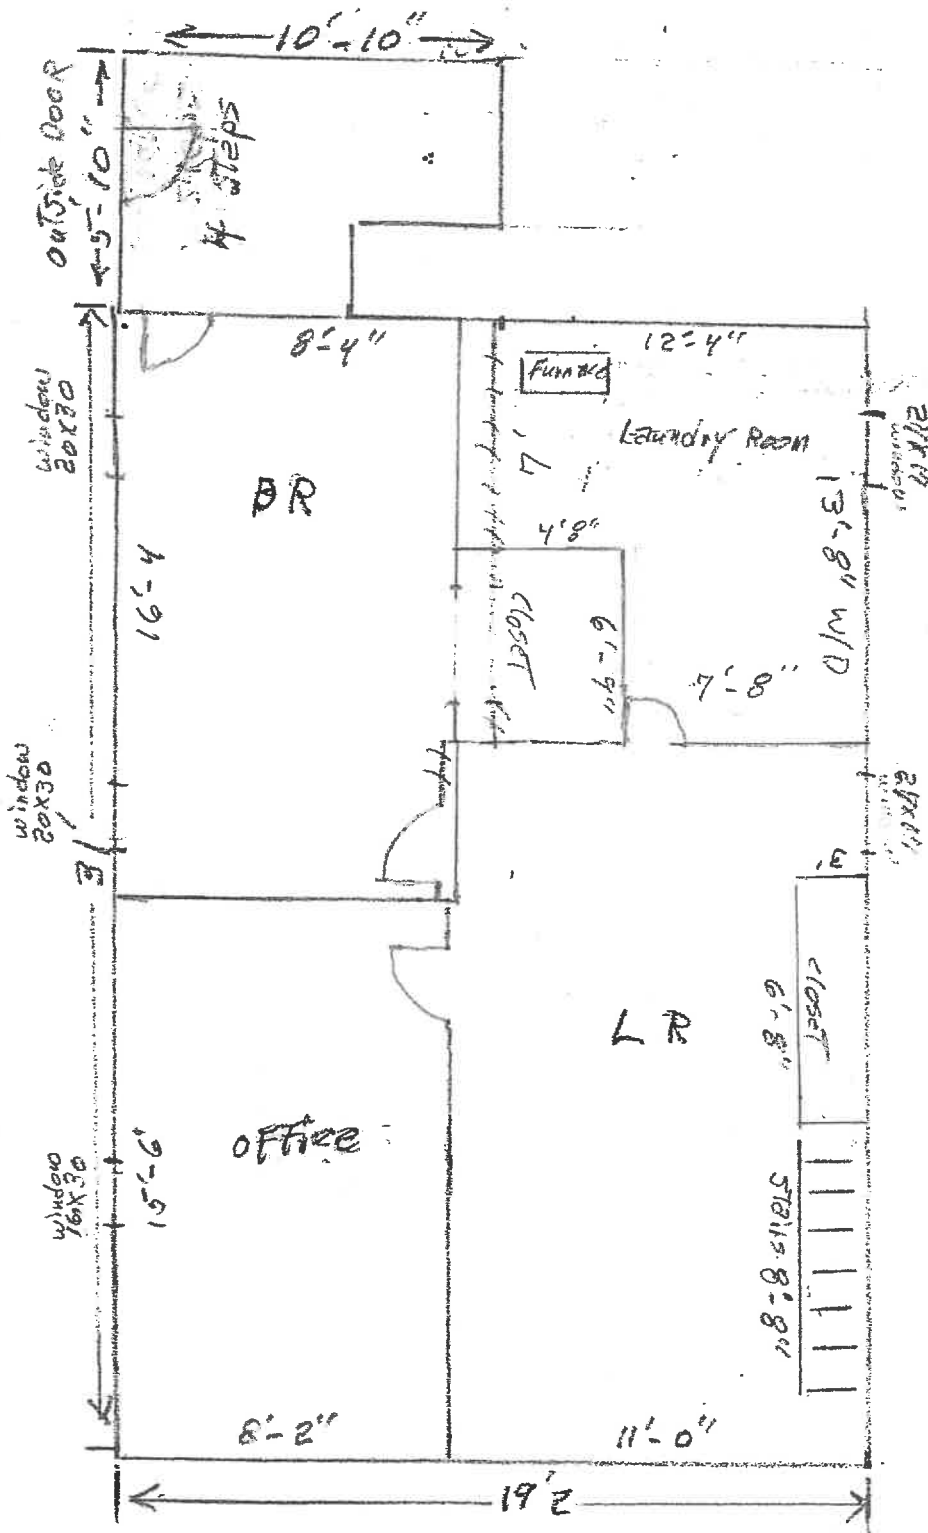 10'-10"
OUTSIDE DOOR
5'-10"
4 STEPS
8'-4"
12'-4"
Furnace
Laundry Room
7'
window
20X30
BR
13'-8" W/D
window
4'8"
16'-4
CLOSET
6'-9"
7'-8"
window
20X30
3'
CLOSET
6'-8"
LR
OFFICE
window
16X30
15'-6'
STAIRS 8'-8"
8'-2"
11'-0"
19'2